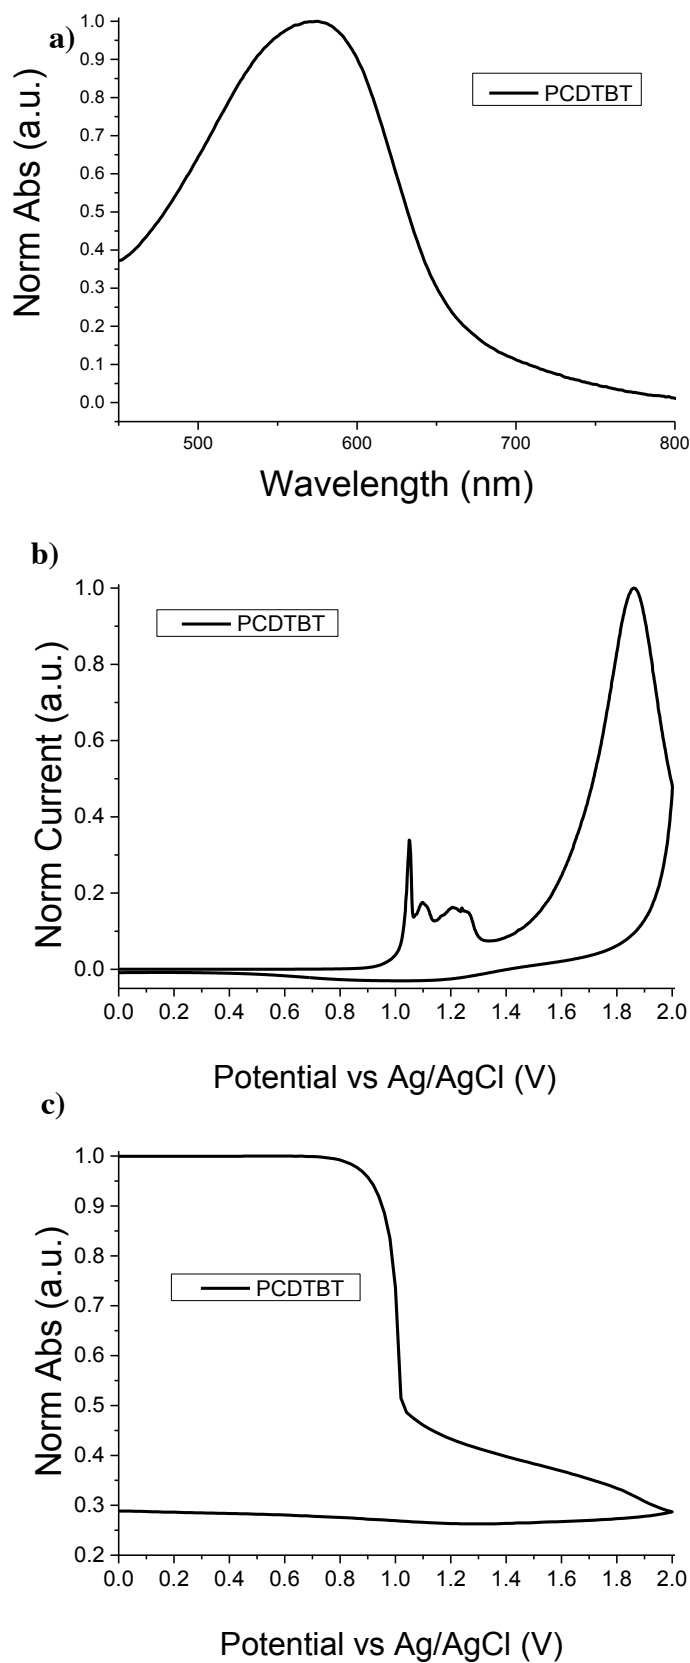 a)
1.0
0.9
0.8
0.7
0.6
0.5
0.4
0.3
0.2
0.1
0.0
Norm Abs (a.u.)
PCDTBT
500 600 700 800
Wavelength (nm)
b)
1.0
0.8
0.6
0.4
0.2
0.0
Norm Current (a.u.)
PCDTBT
0.0 0.2 0.4 0.6 0.8 1.0 1.2 1.4 1.6 1.8 2.0
Potential vs Ag/AgCl (V)
c)
1.0
0.9
0.8
0.7
0.6
0.5
0.4
0.3
0.2
Norm Abs (a.u.)
PCDTBT
0.0 0.2 0.4 0.6 0.8 1.0 1.2 1.4 1.6 1.8 2.0
Potential vs Ag/AgCl (V)